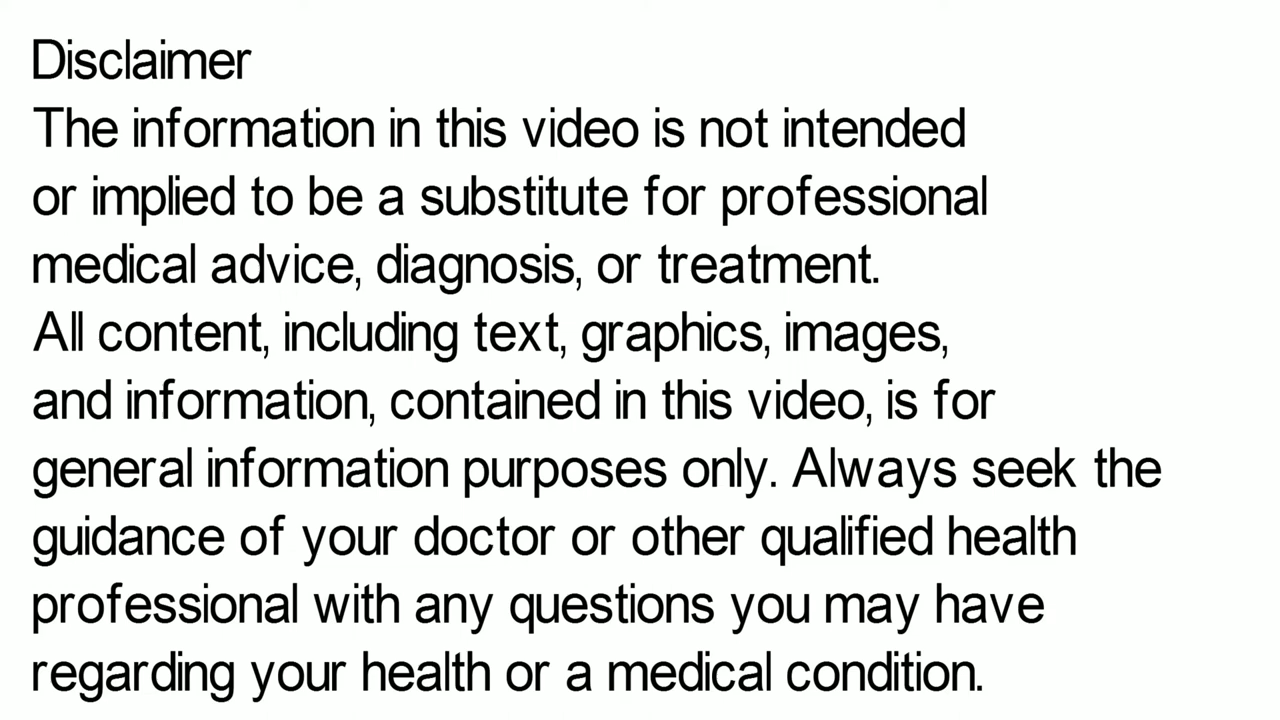 Disclaimer
The information in this video is not intended
or implied to be a substitute for professional
medical advice, diagnosis, or treatment.
All content, including text, graphics, images,
and information, contained in this video, is for
general information purposes only. Always seek the
guidance of your doctor or other qualified health
professional with any questions you may have
regarding your health or a medical condition.